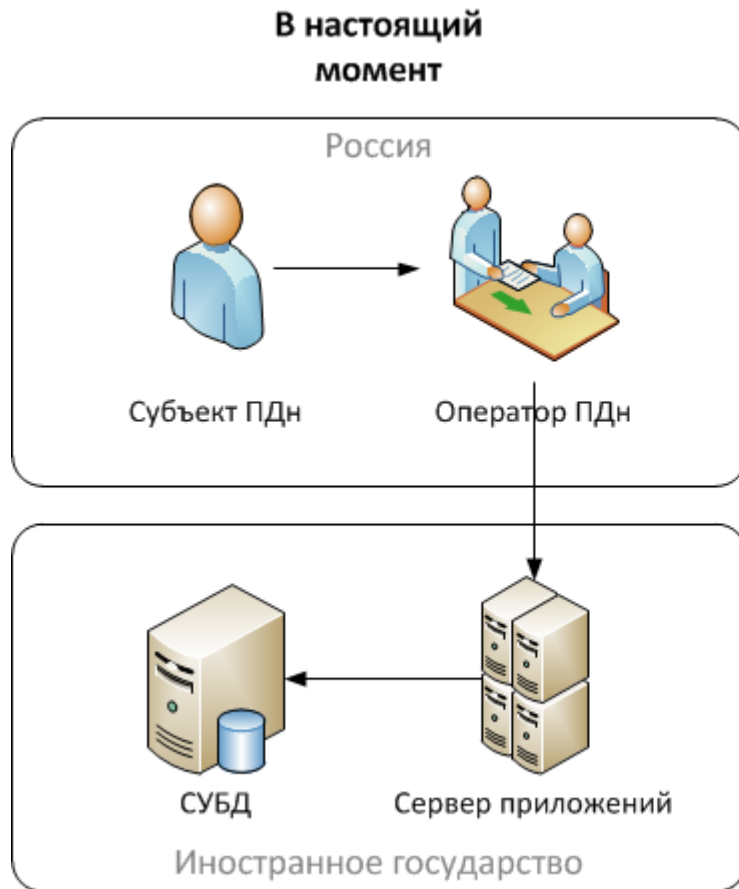 В настоящий
момент
Россия
Субъект ПДн
Оператор ПДн
СУБД
Сервер приложений
Иностранное государство